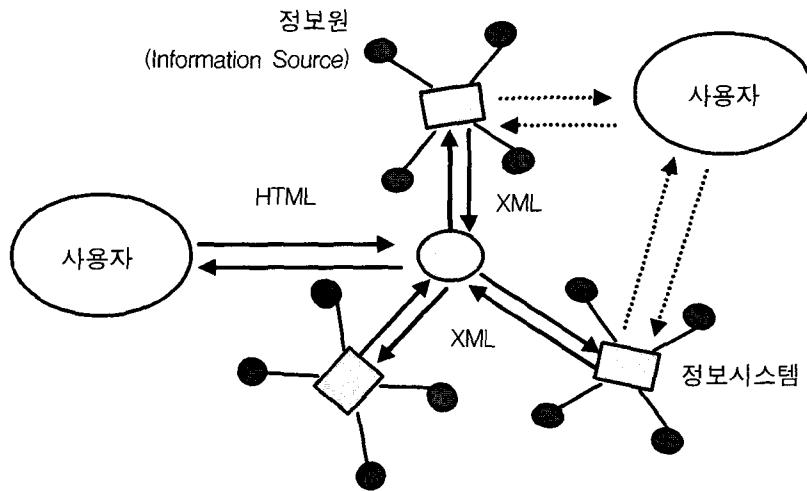 정보원
(Information Source)
사용자
HTML
XML
사용자
XML
정보시스템